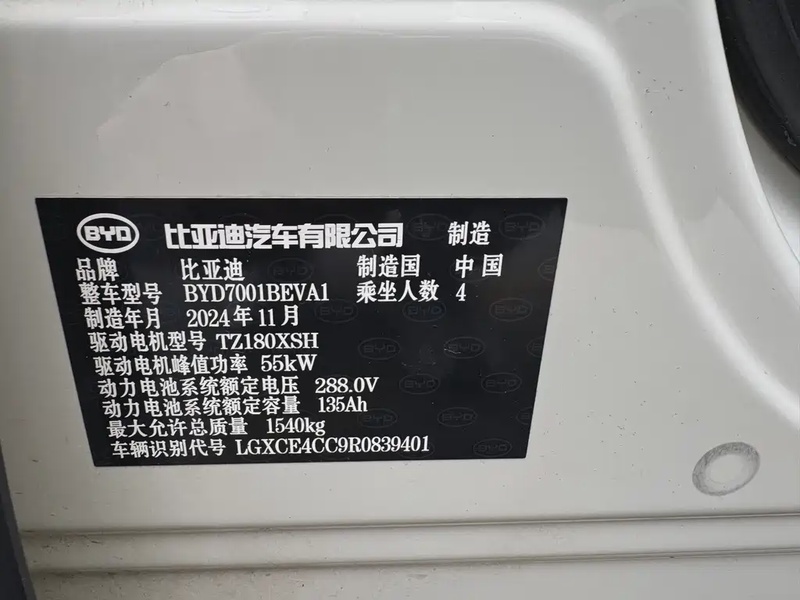 BYD 比亚迪汽车有限公司 制造
品牌 比亚迪 制造国 中国
整车型号 BYD7001BEVA1 乘坐人数 4
制造年月 2024年11月
驱动电机型号 TZ180XSH
驱动电机峰值功率 55kW
动力电池系统额定电压 288.0V
动力电池系统额定容量 135Ah
最大允许总质量 1540kg
车辆识别代号 LGXCE4CC9R0839401